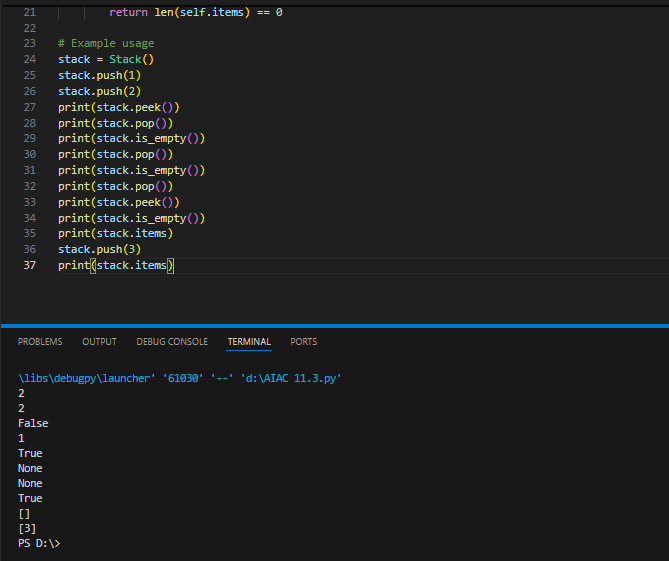 21 return len(self.items) == 0
22
23 # Example usage
24 stack = Stack()
25 stack.push(1)
26 stack.push(2)
27 print(stack.peek())
28 print(stack.pop())
29 print(stack.is_empty())
30 print(stack.pop())
31 print(stack.is_empty())
32 print(stack.pop())
33 print(stack.peek())
34 print(stack.is_empty())
35 print(stack.items)
36 stack.push(3)
37 print(stack.items)
PROBLEMS OUTPUT DEBUG CONSOLE TERMINAL PORTS
\libs\debugpy\launcher' '61030' '--' 'd:\AIAC 11.3.py'
2
2
False
1
True
None
None
True
[]
[3]
PS D:\>